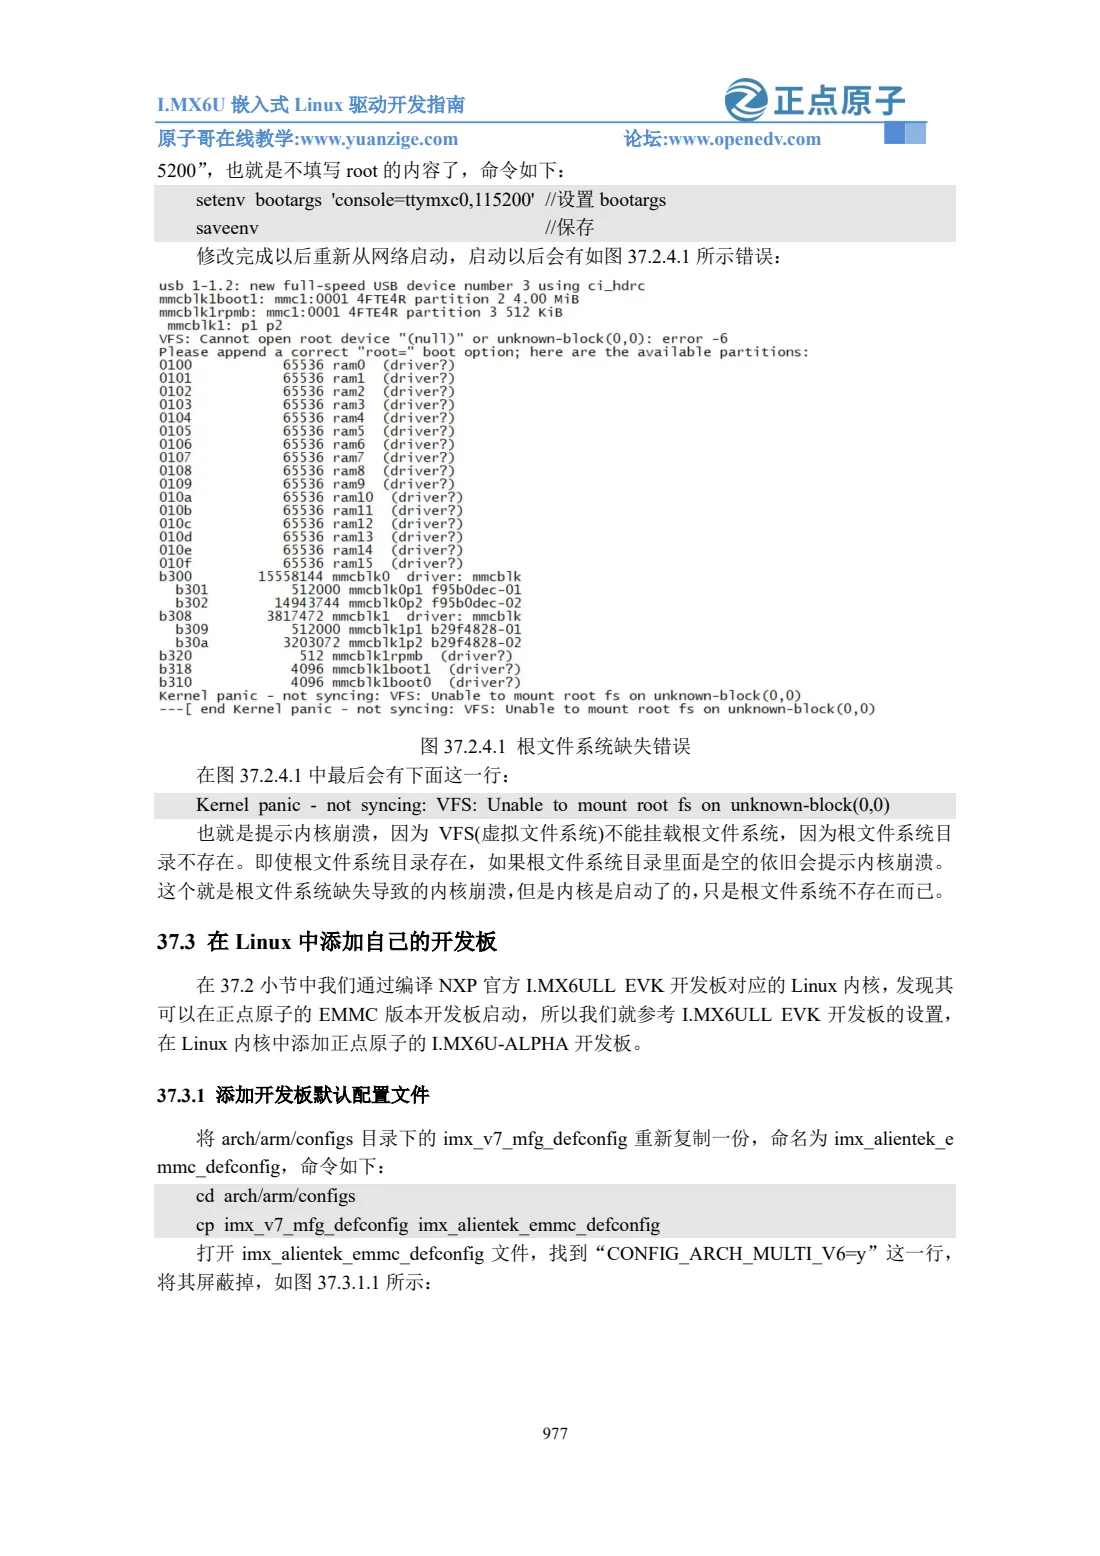 I.MX6U 嵌入式 Linux 驱动开发指南
正点原子
原子哥在线教学:www.yuanzige.com 论坛:www.openedv.com
5200”，也就是不填写 root 的内容了，命令如下：
setenv bootargs 'console=ttymxc0,115200' //设置 bootargs
saveenv //保存
修改完成以后重新从网络启动，启动以后会有如图 37.2.4.1 所示错误：
usb 1-1.2: new full-speed USB device number 3 using ci_hdrc
mmcblk1boot1: mmc1:0001 4FTE4R partition 2 4.00 MiB
mmcblk1rpmb: mmc1:0001 4FTE4R partition 3 512 KiB
mmcblk1: p1 p2
VFS: Cannot open root device "(null)" or unknown-block(0,0): error -6
Please append a correct "root=" boot option; here are the available partitions:
0100 65536 ram0 (driver?)
0101 65536 ram1 (driver?)
0102 65536 ram2 (driver?)
0103 65536 ram3 (driver?)
0104 65536 ram4 (driver?)
0105 65536 ram5 (driver?)
0106 65536 ram6 (driver?)
0107 65536 ram7 (driver?)
0108 65536 ram8 (driver?)
0109 65536 ram9 (driver?)
010a 65536 ram10 (driver?)
010b 65536 ram11 (driver?)
010c 65536 ram12 (driver?)
010d 65536 ram13 (driver?)
010e 65536 ram14 (driver?)
010f 65536 ram15 (driver?)
b300 15558144 mmcblk0 driver: mmcblk
b301 512000 mmcblk0p1 f95b0dec-01
b302 14943744 mmcblk0p2 f95b0dec-02
b308 3817472 mmcblk1 driver: mmcblk
b309 512000 mmcblk1p1 b29f4828-01
b30a 3203072 mmcblk1p2 b29f4828-02
b320 512 mmcblk1rpmb (driver?)
b318 4096 mmcblk1boot1 (driver?)
b310 4096 mmcblk1boot0 (driver?)
Kernel panic - not syncing: VFS: Unable to mount root fs on unknown-block(0,0)
---[ end Kernel panic - not syncing: VFS: Unable to mount root fs on unknown-block(0,0)
图 37.2.4.1 根文件系统缺失错误
在图 37.2.4.1 中最后会有下面这一行：
Kernel panic - not syncing: VFS: Unable to mount root fs on unknown-block(0,0)
也就是提示内核崩溃，因为 VFS(虚拟文件系统)不能挂载根文件系统，因为根文件系统目
录不存在。即使根文件系统目录存在，如果根文件系统目录里面是空的依旧会提示内核崩溃。
这个就是根文件系统缺失导致的内核崩溃，但是内核是启动了的，只是根文件系统不存在而已。
37.3 在 Linux 中添加自己的开发板
在 37.2 小节中我们通过编译 NXP 官方 I.MX6ULL EVK 开发板对应的 Linux 内核，发现其
可以在正点原子的 EMMC 版本开发板启动，所以我们就参考 I.MX6ULL EVK 开发板的设置，
在 Linux 内核中添加正点原子的 I.MX6U-ALPHA 开发板。
37.3.1 添加开发板默认配置文件
将 arch/arm/configs 目录下的 imx_v7_mfg_defconfig 重新复制一份，命名为 imx_alientek_e
mmc_defconfig，命令如下：
cd arch/arm/configs
cp imx_v7_mfg_defconfig imx_alientek_emmc_defconfig
打开 imx_alientek_emmc_defconfig 文件，找到“CONFIG_ARCH_MULTI_V6=y”这一行，
将其屏蔽掉，如图 37.3.1.1 所示：
977